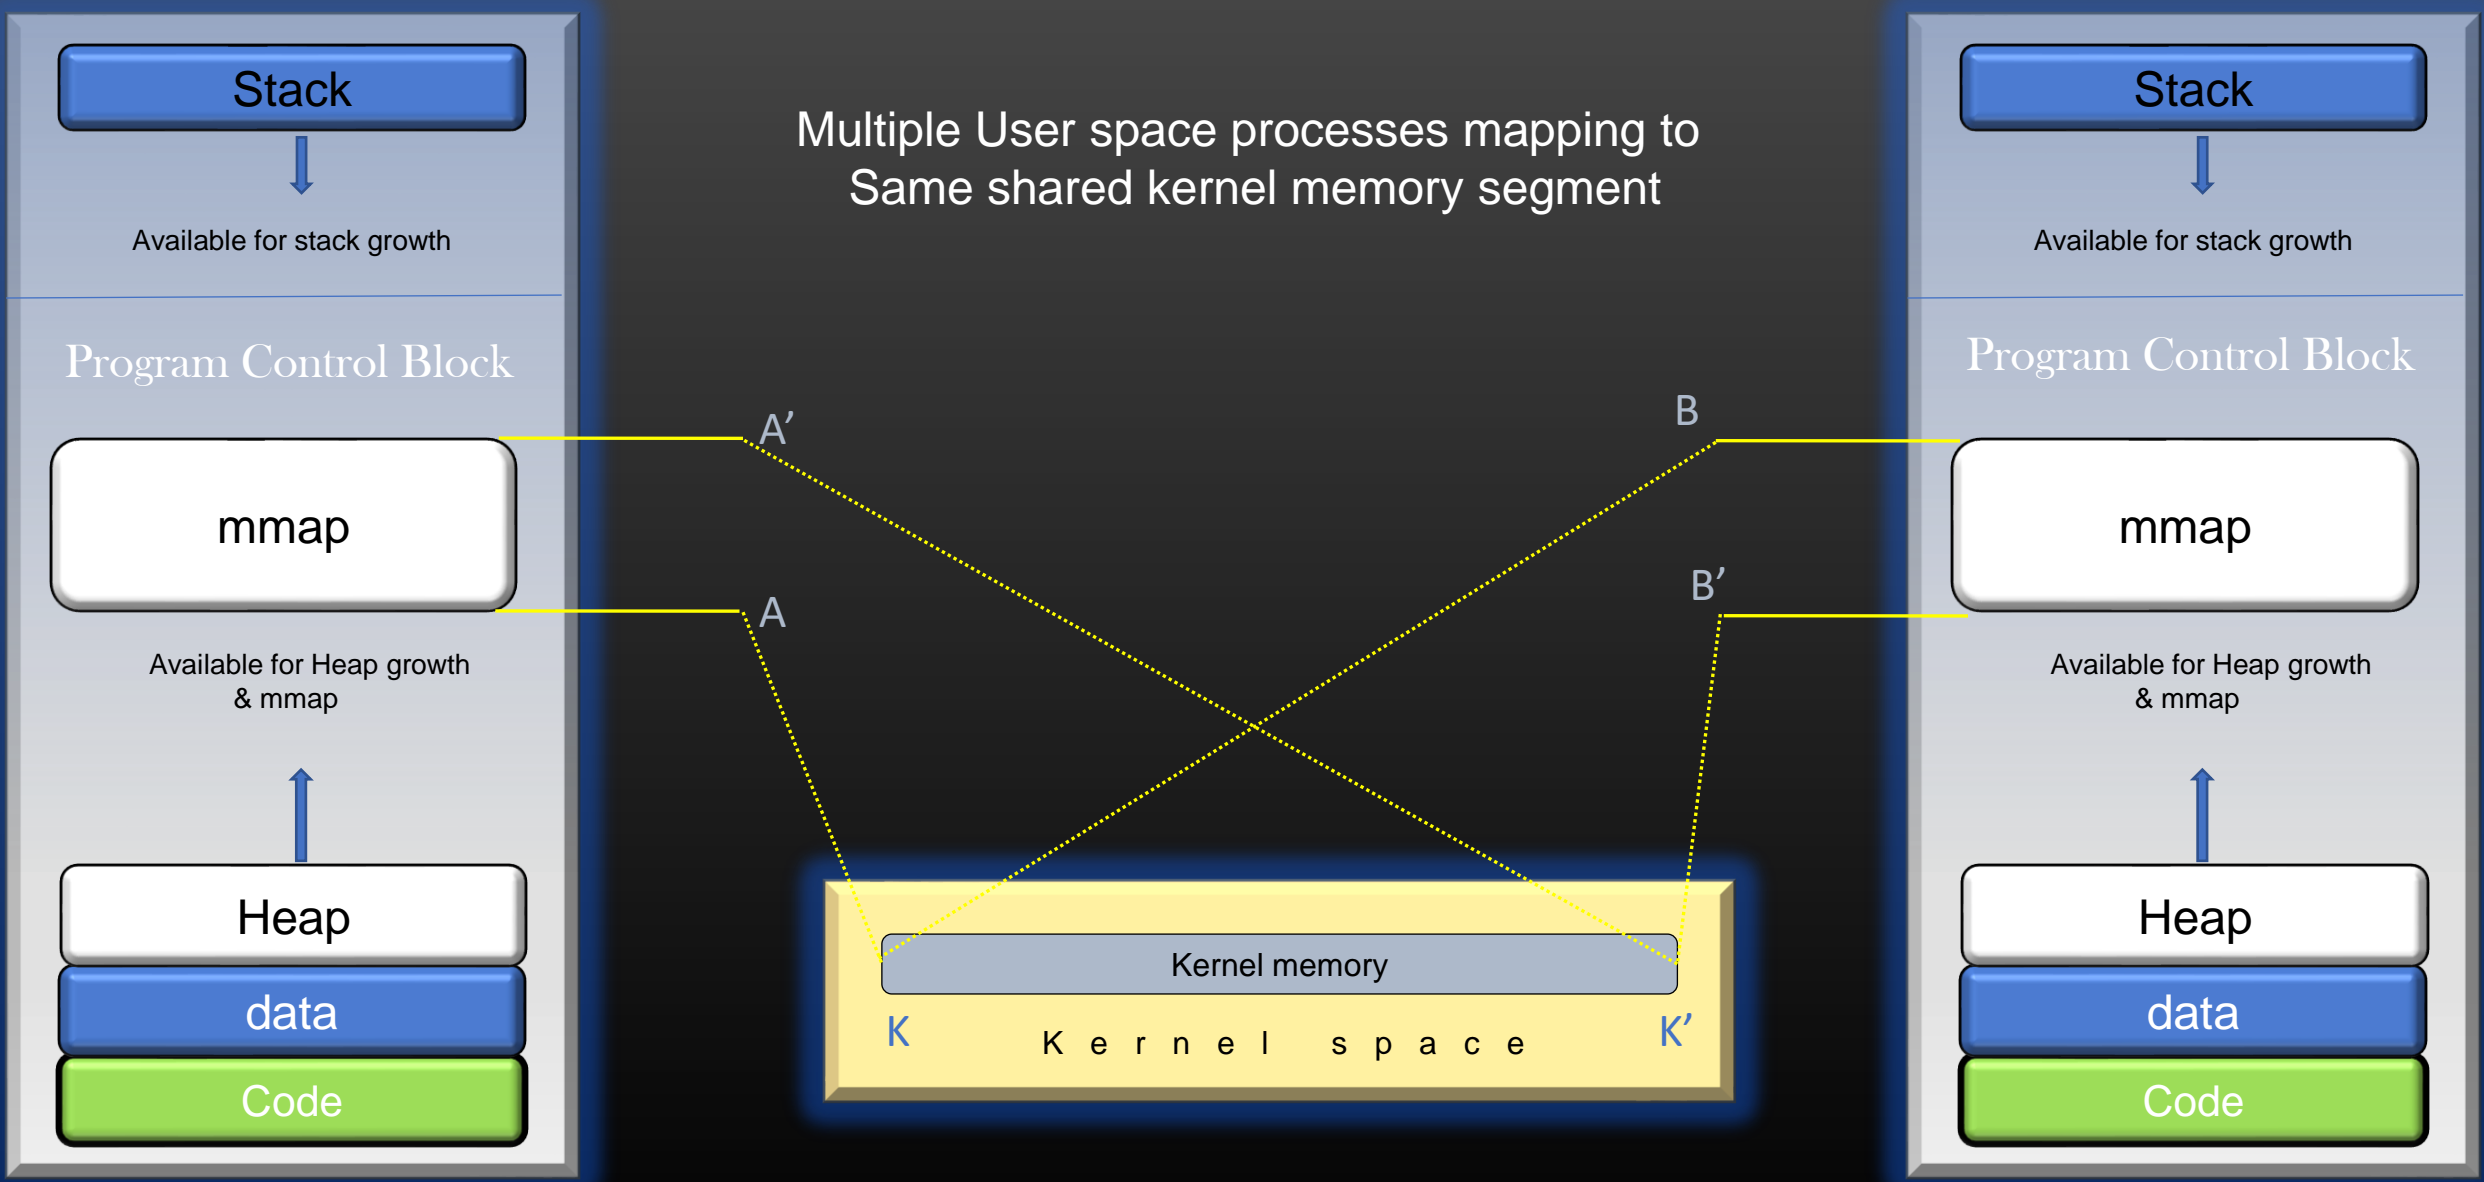 Stack
Available for stack growth
Program Control Block
mmap
Available for Heap growth
& mmap
Heap
data
Code
Multiple User space processes mapping to
Same shared kernel memory segment
A’
A
B
B’
Kernel memory
K
Kernel space
K’
Stack
Available for stack growth
Program Control Block
mmap
Available for Heap growth
& mmap
Heap
data
Code